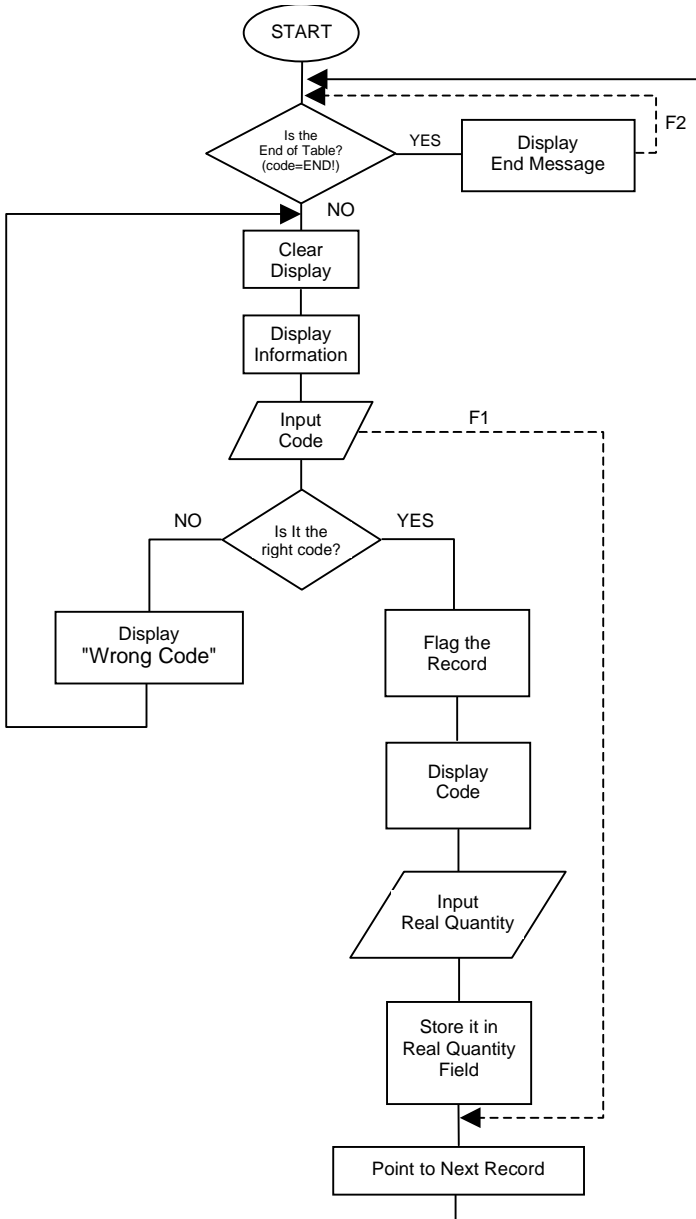 START
Is the
End of Table?
(code=END!)
YES
Display
End Message
F2
NO
Clear
Display
Display
Information
Input
Code
F1
NO
Is It the
right code?
YES
Display
"Wrong Code"
Flag the
Record
Display
Code
Input
Real Quantity
Store it in
Real Quantity
Field
Point to Next Record